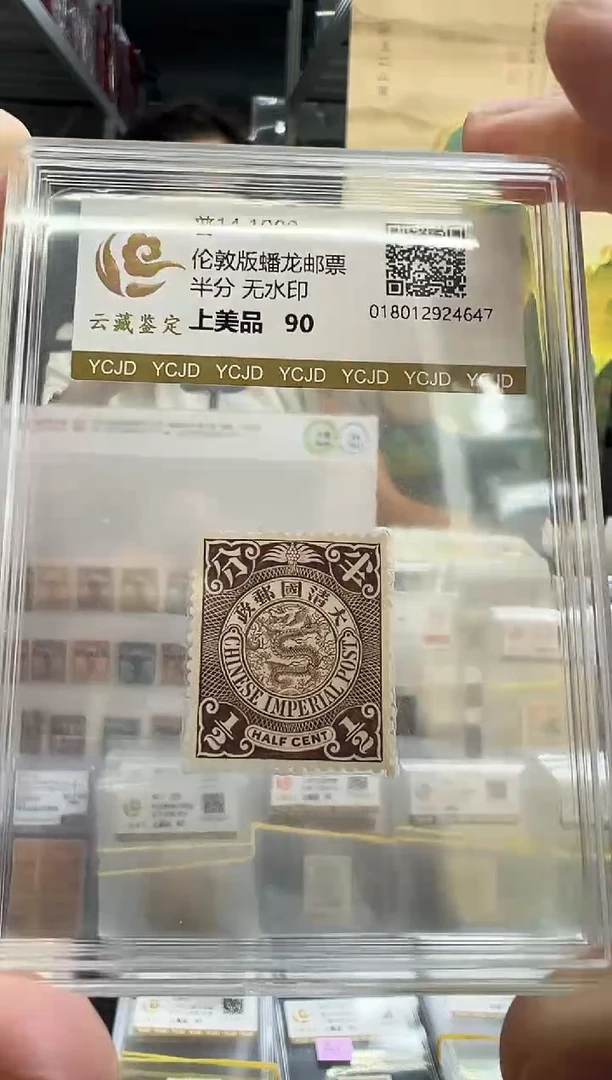 伦敦版蟠龙邮票
半分 无水印
云藏鉴定 上美品 90
018012924647
YCJD YCJD YCJD YCJD YCJD YCJD YCJD
分 半
大清國郵政
CHINESE IMPERIAL POST
1/2 HALF CENT 1/2